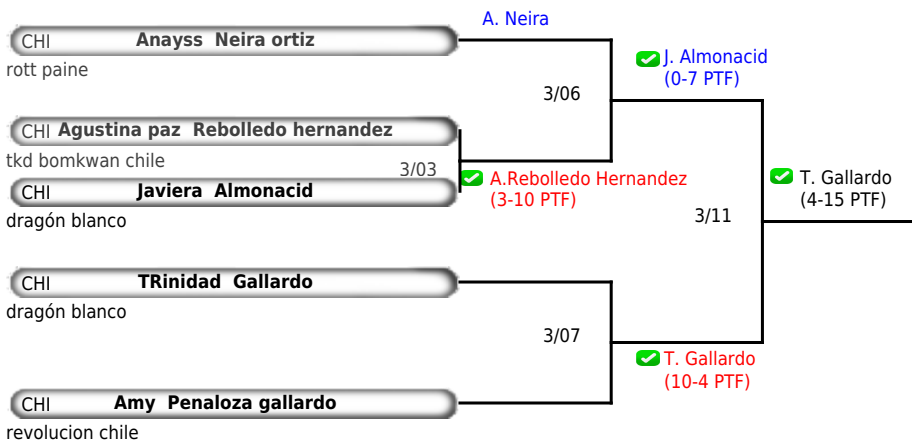 A. Neira
CHI Anayss Neira ortiz
rott paine
J. Almonacid
(0-7 PTF)
3/06
CHI Agustina paz Rebolledo hernandez
tkd bomkwan chile
3/03
CHI Javiera Almonacid
dragón blanco
A.Rebolledo Hernandez
(3-10 PTF)
T. Gallardo
(4-15 PTF)
3/11
CHI TRinidad Gallardo
dragón blanco
3/07
T. Gallardo
(10-4 PTF)
CHI Amy Penaloza gallardo
revolucion chile